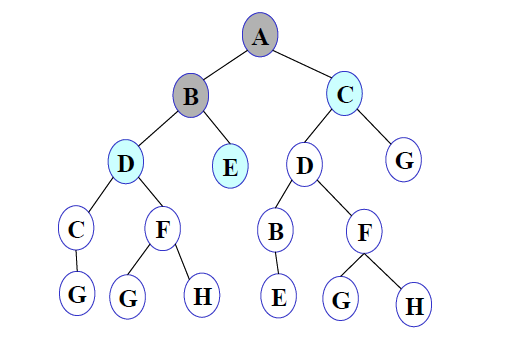 A
B C
D E D G
C F B F
G G H E G H